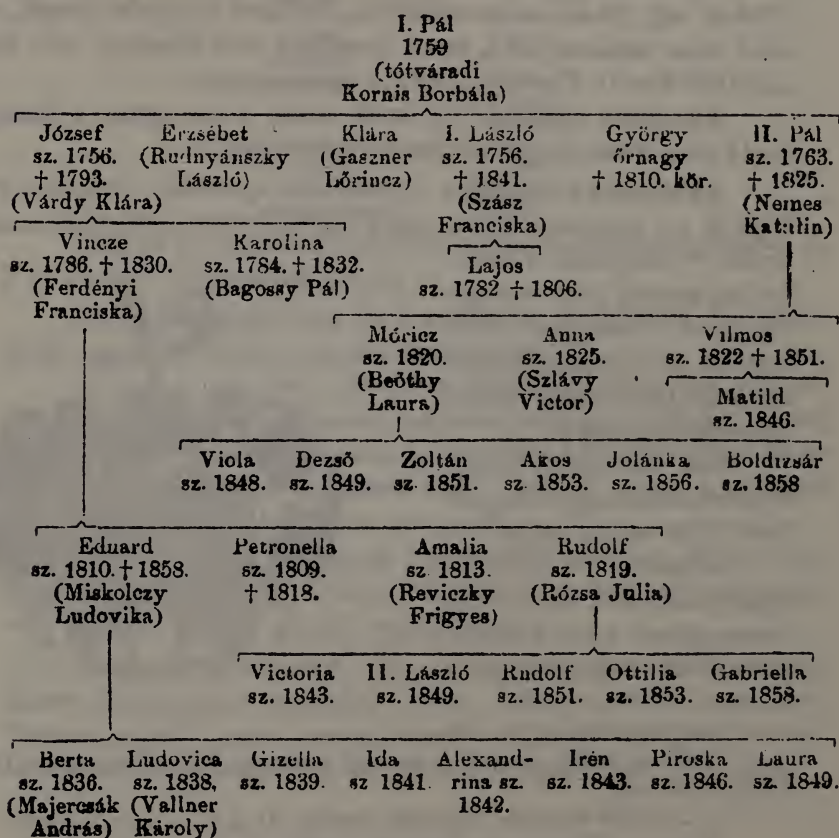 I. Pál
1759
(tótváradi
Kornis Borbála)
József Erzsébet Klára I. László György II. Pál
sz. 1756. (Rudnyánszky (Gaszner sz. 1756. őrnagy sz. 1763.
† 1793. László) Lőrincz) † 1841. † 1810. kör. † 1825.
(Várdy Klára) (Szász (Nemes
Franciska) Katalin)
Vincze Karolina Lajos
sz. 1786. † 1830. sz. 1784. † 1832. sz. 1782 † 1806.
(Ferdényi (Bagossy Pál)
Franciska)
Móricz Anna Vilmos
sz. 1820. sz. 1825. sz. 1822 † 1851.
(Beőthy (Szlávy Matild
Laura) Victor) sz. 1846.
Viola Dezső Zoltán Akos Jolánka Boldizsár
sz. 1848. sz. 1849. sz. 1851. sz. 1853. sz. 1856. sz. 1858
Eduard Petronella Amalia Rudolf
sz. 1810. † 1858. sz. 1809. sz. 1813. sz. 1819.
(Miskolczy † 1818. (Reviczky (Rózsa Julia)
Ludovika) Frigyes)
Victoria II. László Rudolf Ottilia Gabriella
sz. 1843. sz. 1849. sz. 1851. sz. 1853. sz. 1858.
Berta Ludovica Gizella Ida Alexand- Irén Piroska Laura
sz. 1836. sz. 1838, sz. 1839. sz 1841. rina sz. sz. 1843. sz. 1846. sz. 1849.
(Majercsák (Vallner 1842.
András) Károly)